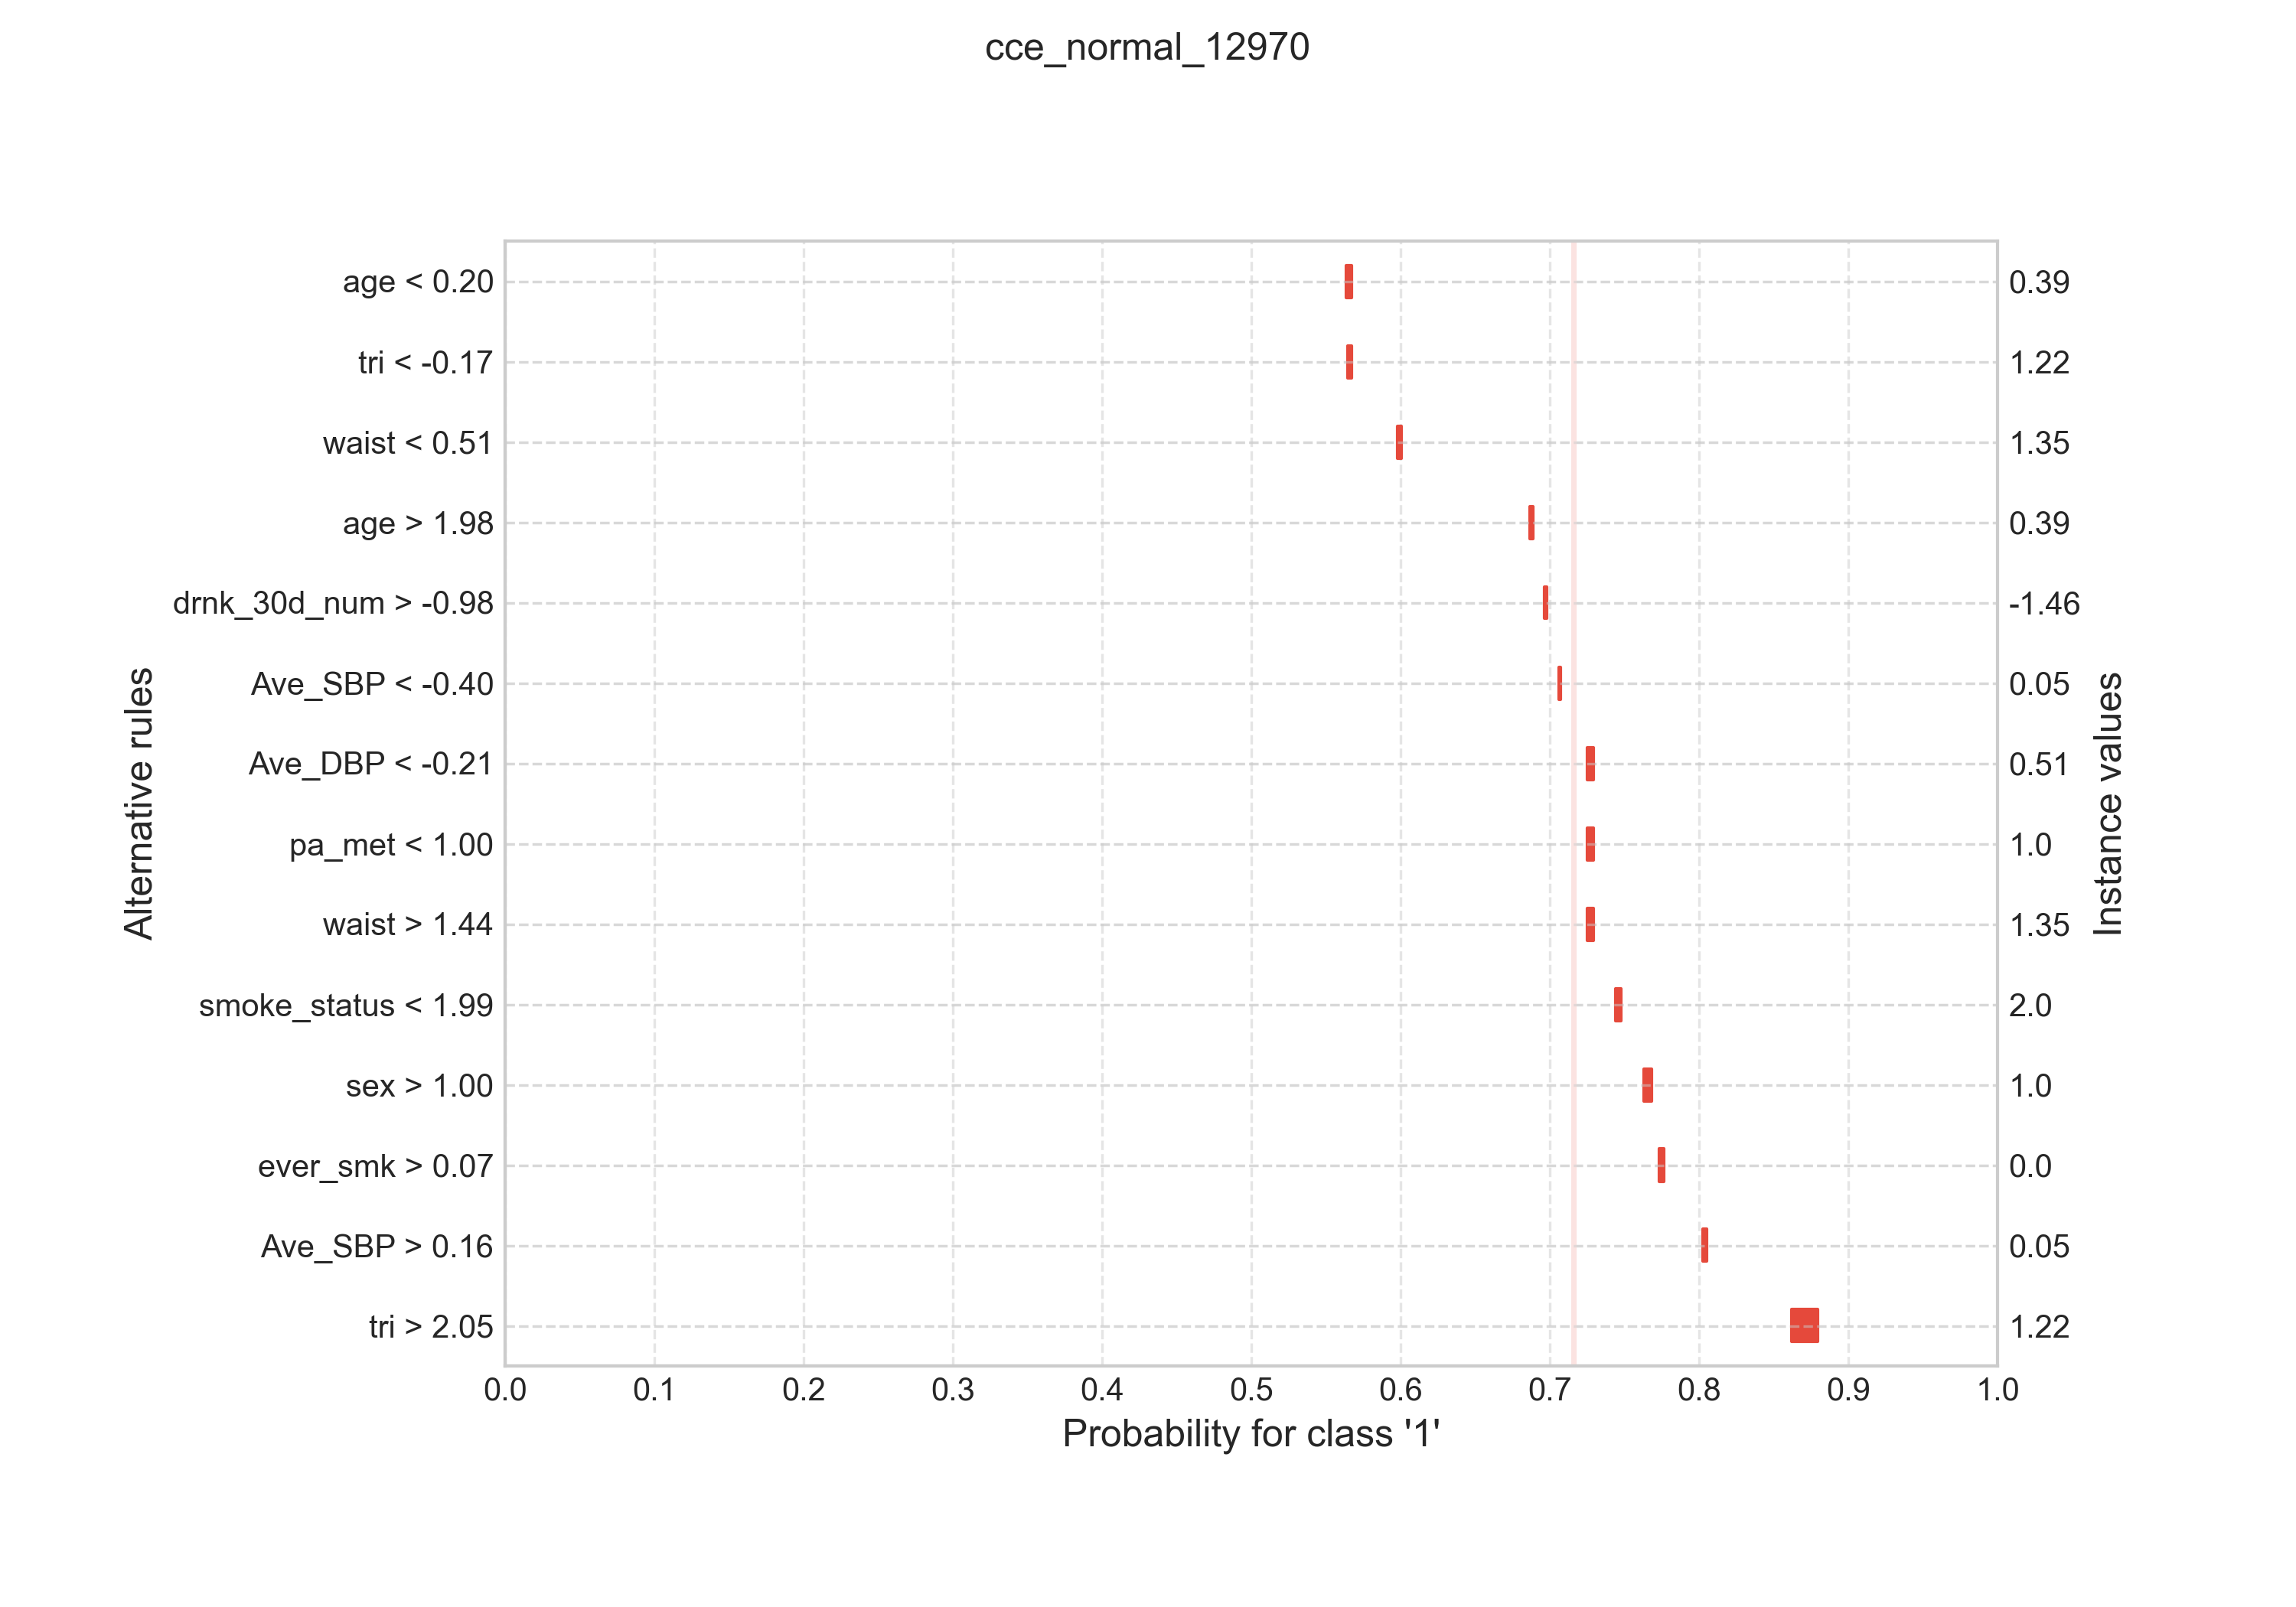 cce_normal_12970
age < 0.20
0.39
tri < -0.17
1.22
waist < 0.51
1.35
age > 1.98
0.39
drnk_30d_num > -0.98
-1.46
Ave_SBP < -0.40
0.05
Ave_DBP < -0.21
0.51
pa_met < 1.00
1.0
waist > 1.44
1.35
smoke_status < 1.99
2.0
sex > 1.00
1.0
ever_smk > 0.07
0.0
Ave_SBP > 0.16
0.05
tri > 2.05
1.22
Alternative rules
Instance values
0.0 0.1 0.2 0.3 0.4 0.5 0.6 0.7 0.8 0.9 1.0
Probability for class '1'